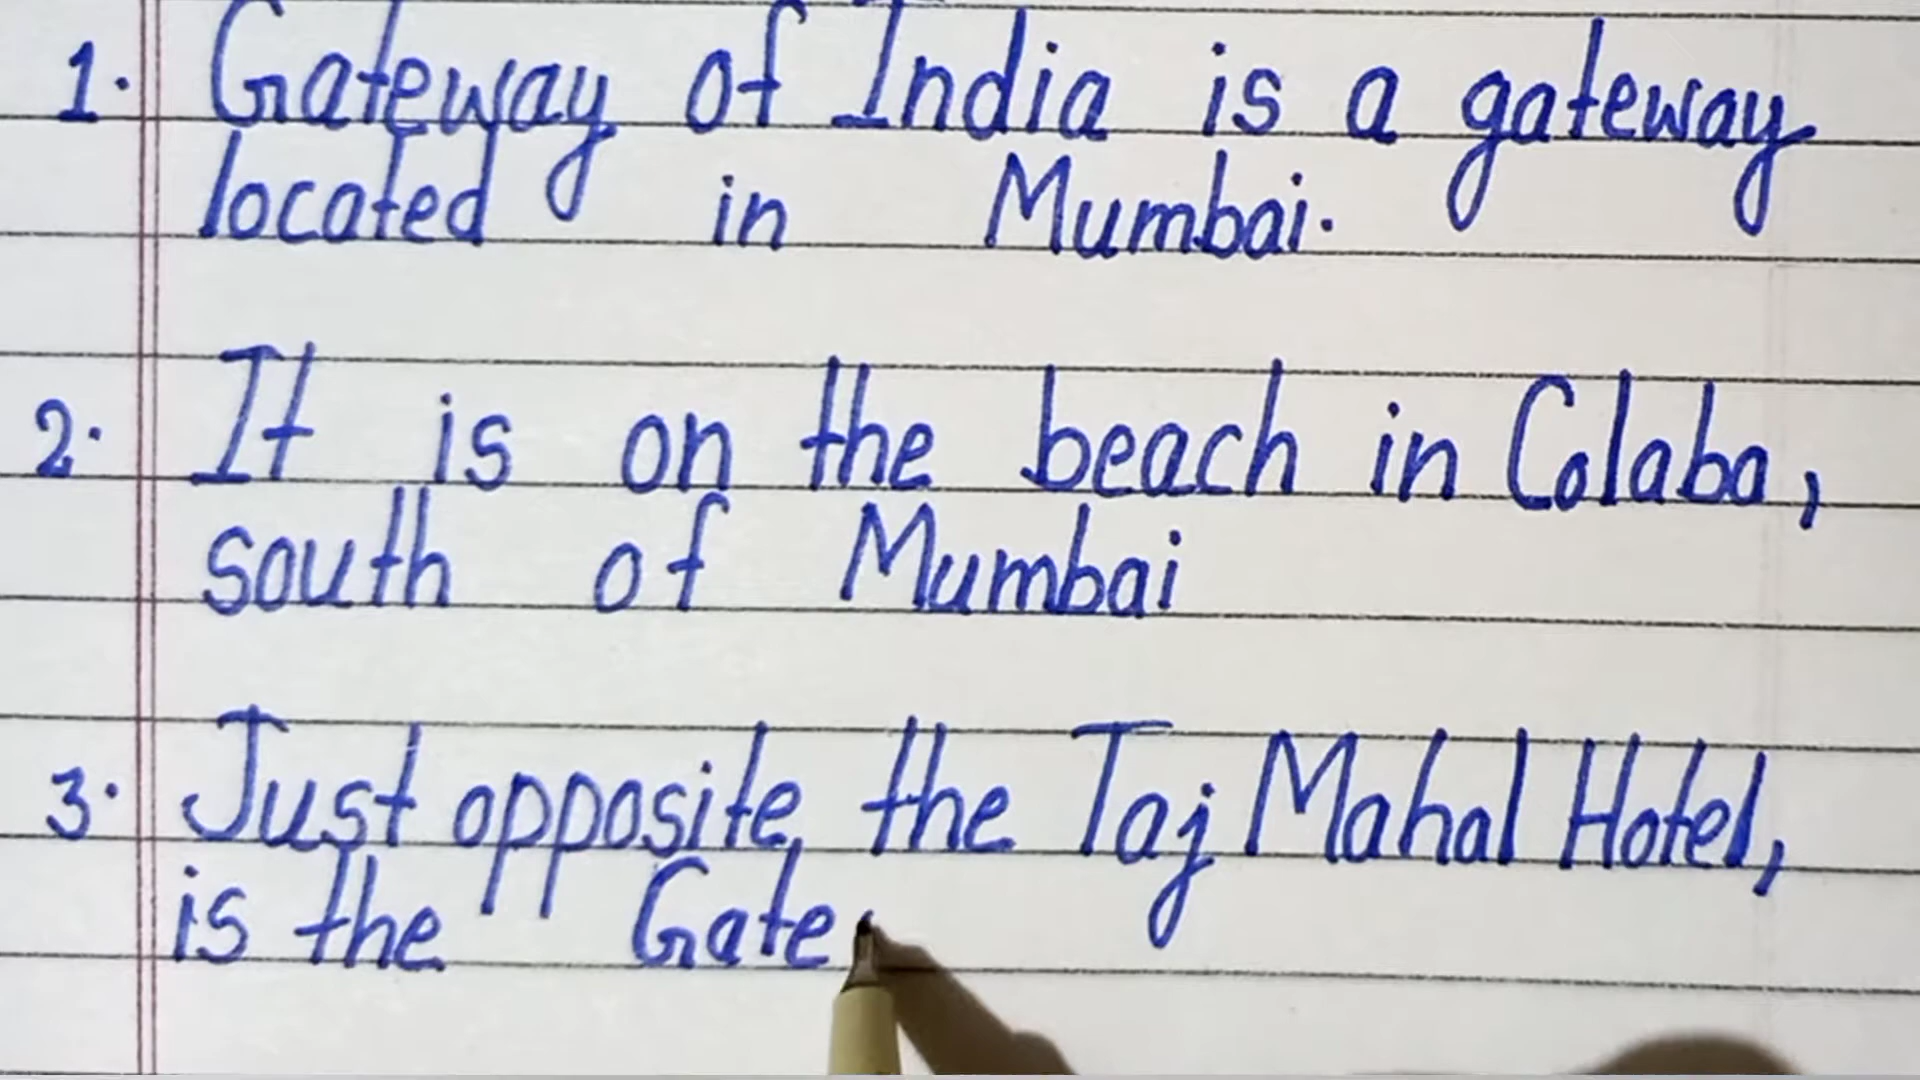 1. Gateway of India is a gateway
located in Mumbai.
2. It is on the beach in Colaba,
south of Mumbai
3. Just opposite the Taj Mahal Hotel,
is the Gate